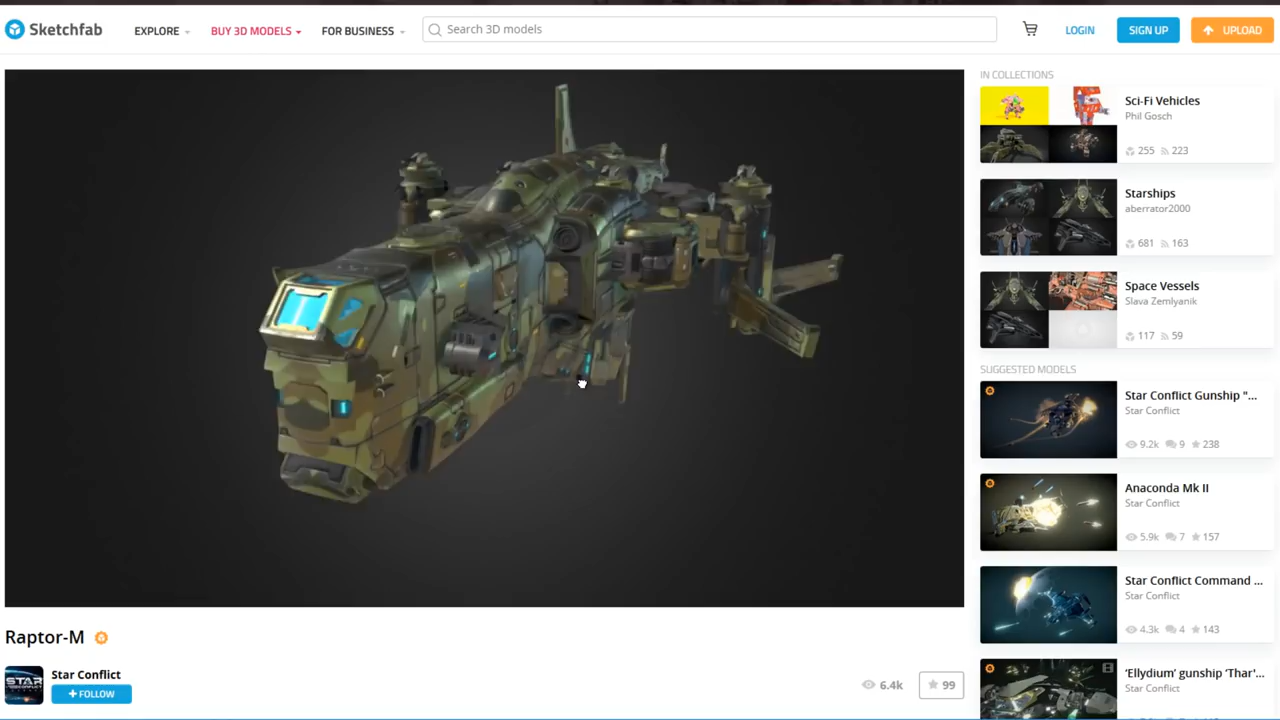 Sketchfab
EXPLORE
BUY 3D MODELS
FOR BUSINESS
Search 3D models
LOGIN
SIGN UP
UPLOAD
IN COLLECTIONS
Sci-Fi Vehicles
Phil Gosch
255 223
Starships
aberrator2000
681 163
Space Vessels
Slava Zemlyanik
117 59
SUGGESTED MODELS
Star Conflict Gunship "...
Star Conflict
9.2k 9 238
Anaconda Mk II
Star Conflict
5.9k 7 157
Star Conflict Command ...
Star Conflict
4.3k 4 143
‘Ellydium’ gunship ‘Thar’...
Star Conflict
Raptor-M
STAR
Star Conflict
+ FOLLOW
6.4k
99